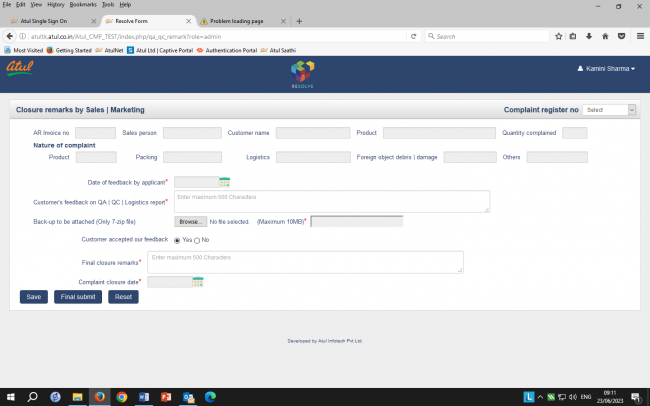 File Edit View History Bookmarks Tools Help
Atul Single Sign On Resolve Form Problem loading page
atultk.atul.co.in/Atul_CMF_TEST/index.php/qa_qc_remark?role=admin Search
Most Visited Getting Started AtulNet Atul Ltd | Captive Portal Authentication Portal Atul Saathi
Atul
RESOLVE
Kamini Sharma
Closure remarks by Sales | Marketing Complaint register no Select
AR Invoice no. Sales person Customer name Product Quantity complained
Nature of complaint
Product Packing Logistics Foreign object debris | damage Others
Date of feedback by applicant*
Customer's feedback on QA | QC | Logistics report* Enter maximum 500 Characters
Back-up to be attached (Only 7-zip file) Browse... No file selected. (Maximum 10MB)*
Customer accepted our feedback Yes No
Final closure remarks* Enter maximum 500 Characters
Complaint closure date*
Save Final submit Reset
Developed by Atul Infotech Pvt Ltd.
ENG 09:11
23/06/2023